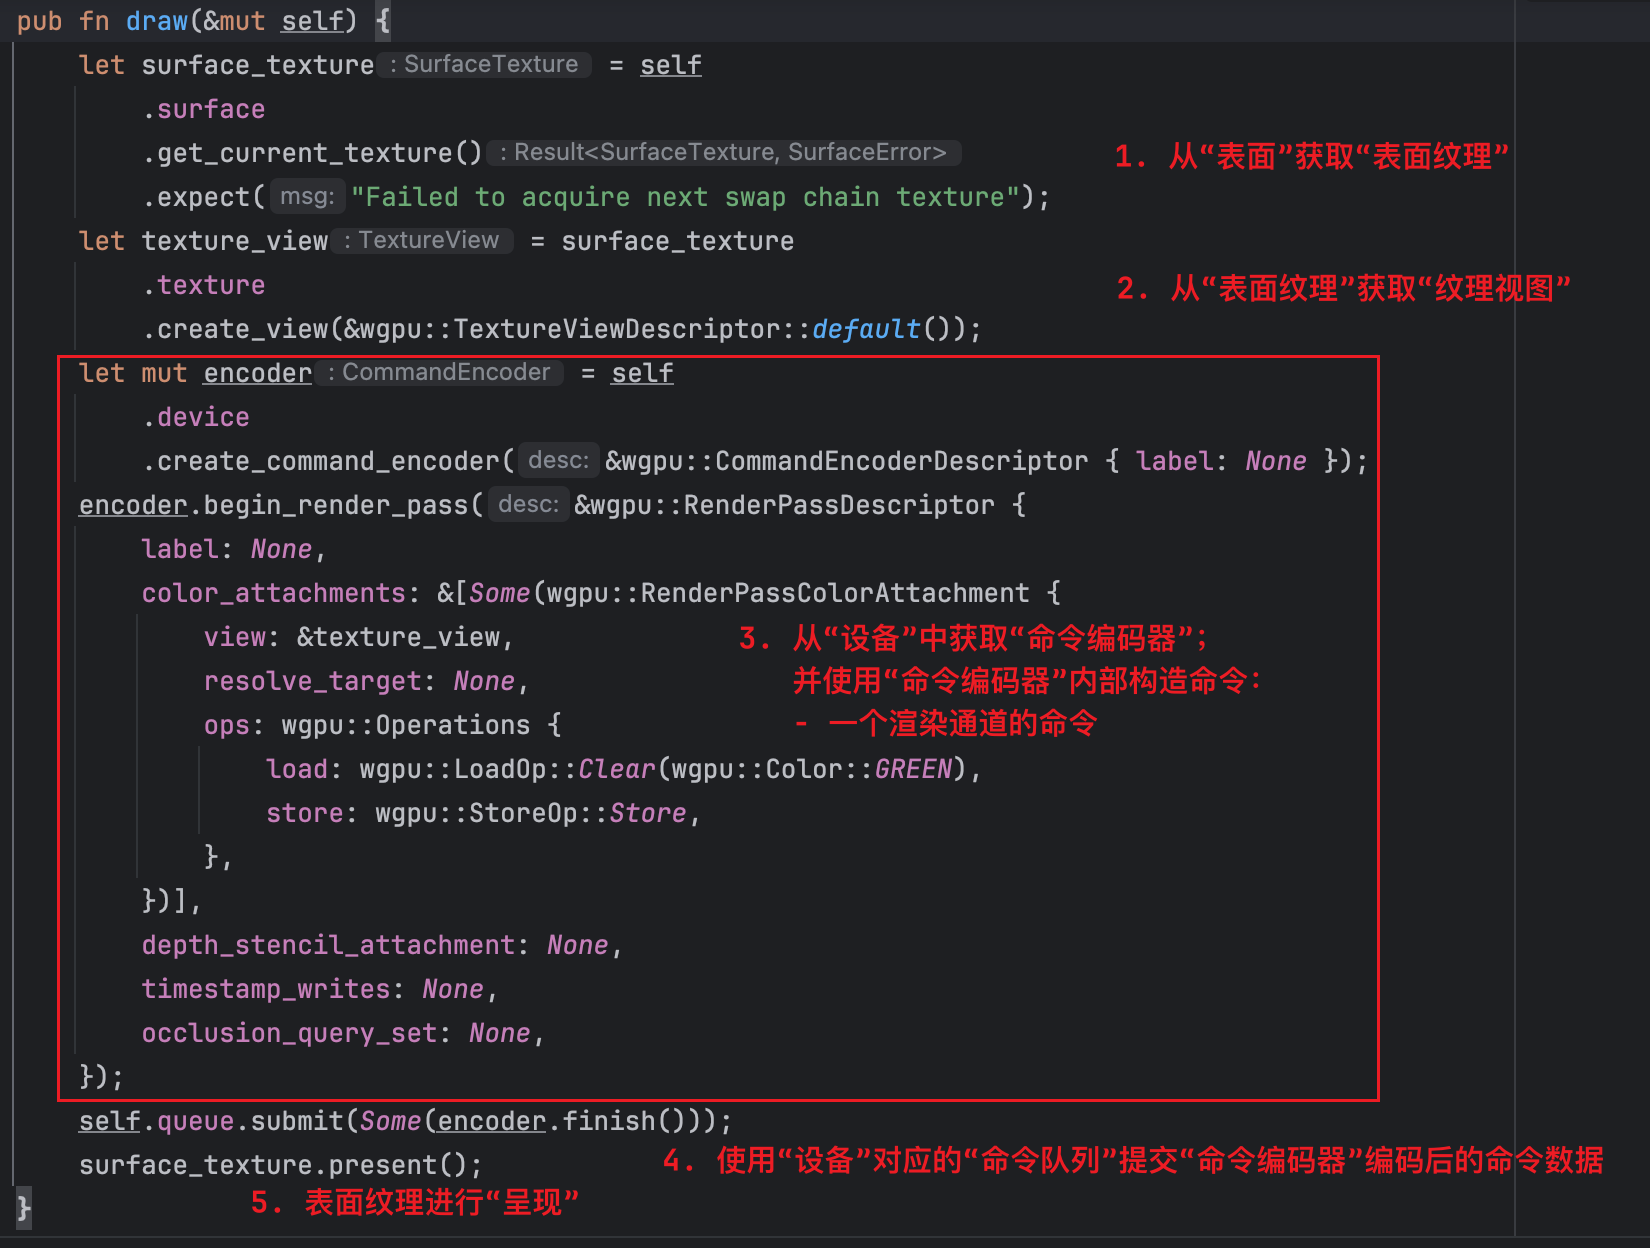 pub fn draw(&mut self) {
let surface_texture : SurfaceTexture = self
.surface
.get_current_texture() : Result<SurfaceTexture, SurfaceError>
1. 从“表面”获取“表面纹理”
.expect( msg: "Failed to acquire next swap chain texture");
let texture_view : TextureView = surface_texture
.texture
2. 从“表面纹理”获取“纹理视图”
.create_view(&wgpu::TextureViewDescriptor::default());
let mut encoder : CommandEncoder = self
.device
.create_command_encoder( desc: &wgpu::CommandEncoderDescriptor { label: None });
encoder.begin_render_pass( desc: &wgpu::RenderPassDescriptor {
label: None,
color_attachments: &[Some(wgpu::RenderPassColorAttachment {
view: &texture_view,
3. 从“设备”中获取“命令编码器”；
resolve_target: None,
并使用“命令编码器”内部构造命令：
ops: wgpu::Operations {
- 一个渲染通道的命令
load: wgpu::LoadOp::Clear(wgpu::Color::GREEN),
store: wgpu::StoreOp::Store,
},
})],
depth_stencil_attachment: None,
timestamp_writes: None,
occlusion_query_set: None,
});
self.queue.submit(Some(encoder.finish()));
surface_texture.present();
4. 使用“设备”对应的“命令队列”提交“命令编码器”编码后的命令数据
5. 表面纹理进行“呈现”
}